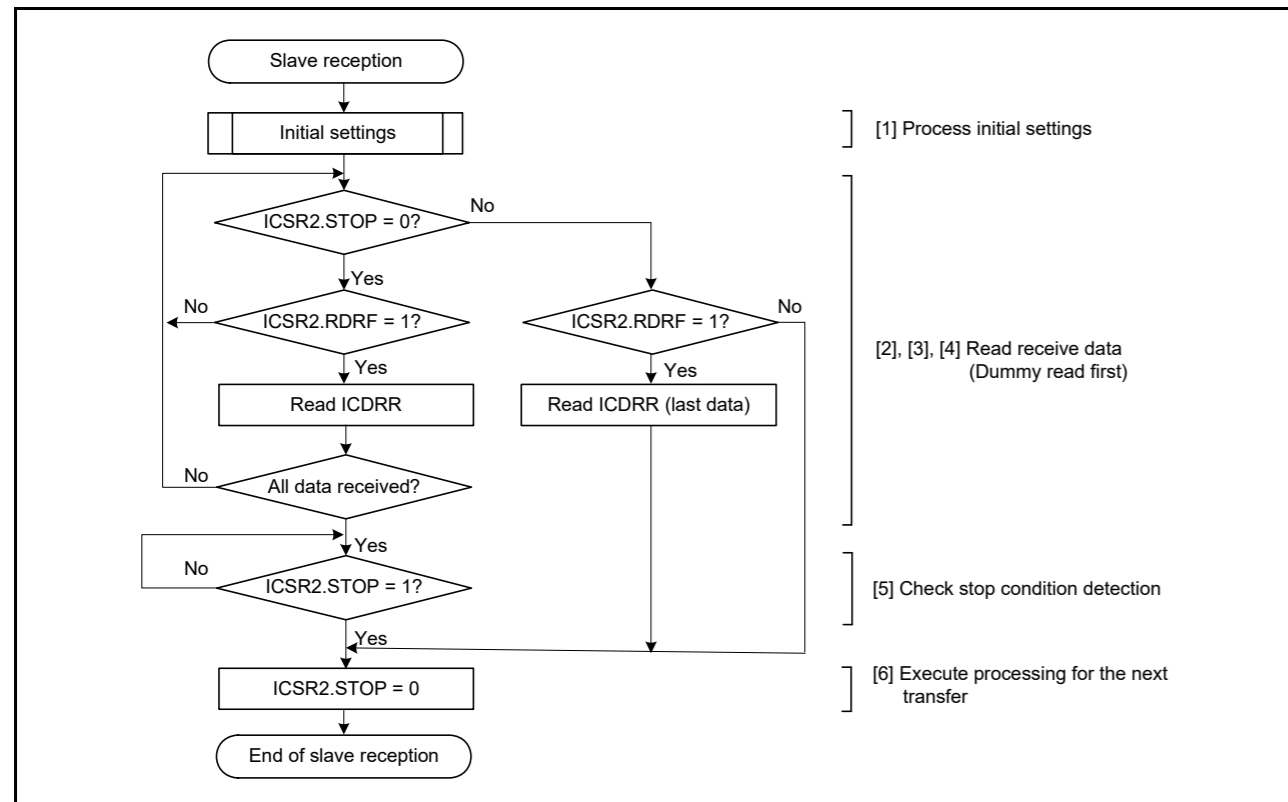 Slave reception
Initial settings
[1] Process initial settings
ICSR2.STOP = 0?
No
Yes
No
ICSR2.RDRF = 1?
ICSR2.RDRF = 1?
No
[2], [3], [4] Read receive data
(Dummy read first)
Yes
Yes
Read ICDRR
Read ICDRR (last data)
No
All data received?
Yes
No
ICSR2.STOP = 1?
[5] Check stop condition detection
Yes
ICSR2.STOP = 0
[6] Execute processing for the next
transfer
End of slave reception